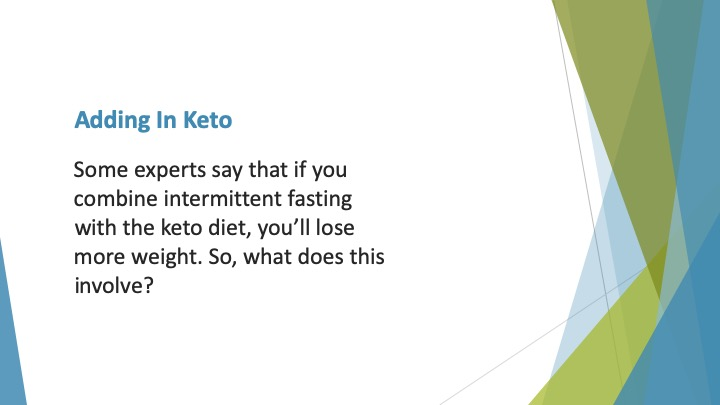 Adding In Keto
Some experts say that if you
combine intermittent fasting
with the keto diet, you’ll lose
more weight. So, what does this
involve?